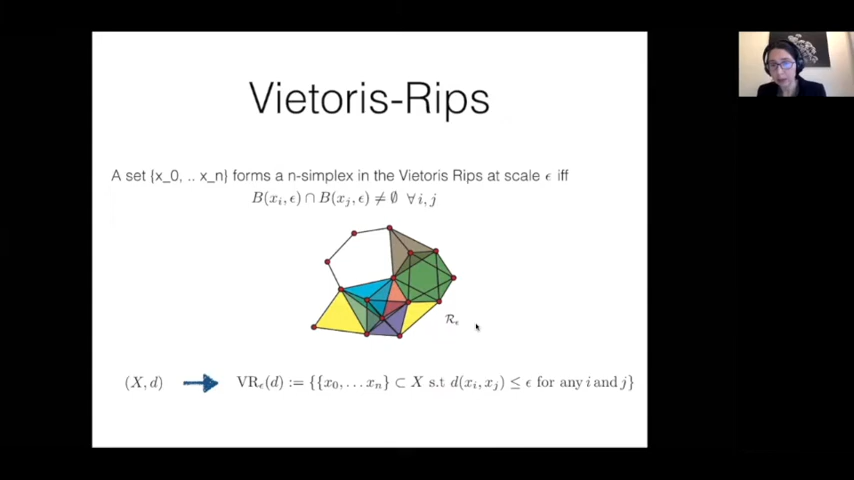 Vietoris-Rips
A set {x_0, .. x_n} forms a n-simplex in the Vietoris Rips at scale ϵ iff
B(x_i, ϵ) ∩ B(x_j, ϵ) ≠ ∅ ∀ i, j
R_ϵ
(X, d) VR_ϵ(d) := {{x_0, … x_n} ⊂ X s.t d(x_i, x_j) ≤ ϵ for any i and j}